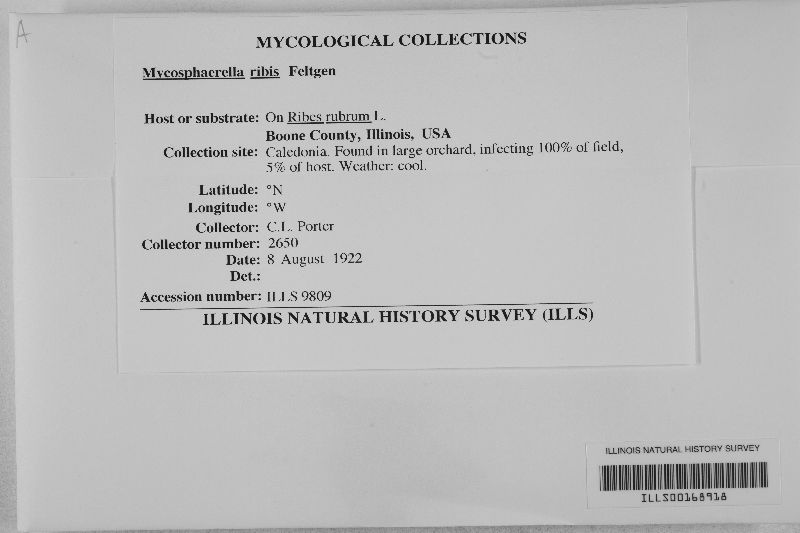 A
MYCOLOGICAL COLLECTIONS
Mycosphaerella ribis Feltgen
Host or substrate: On Ribes rubrum L.
Boone County, Illinois, USA
Collection site: Caledonia. Found in large orchard, infecting 100% of field,
5% of host. Weather: cool.
Latitude: °N
Longitude: °W
Collector: C.L. Porter
Collector number: 2650
Date: 8 August 1922
Det.:
Accession number: ILLS 9809
ILLINOIS NATURAL HISTORY SURVEY (ILLS)
ILLINOIS NATURAL HISTORY SURVEY
ILLS00168918